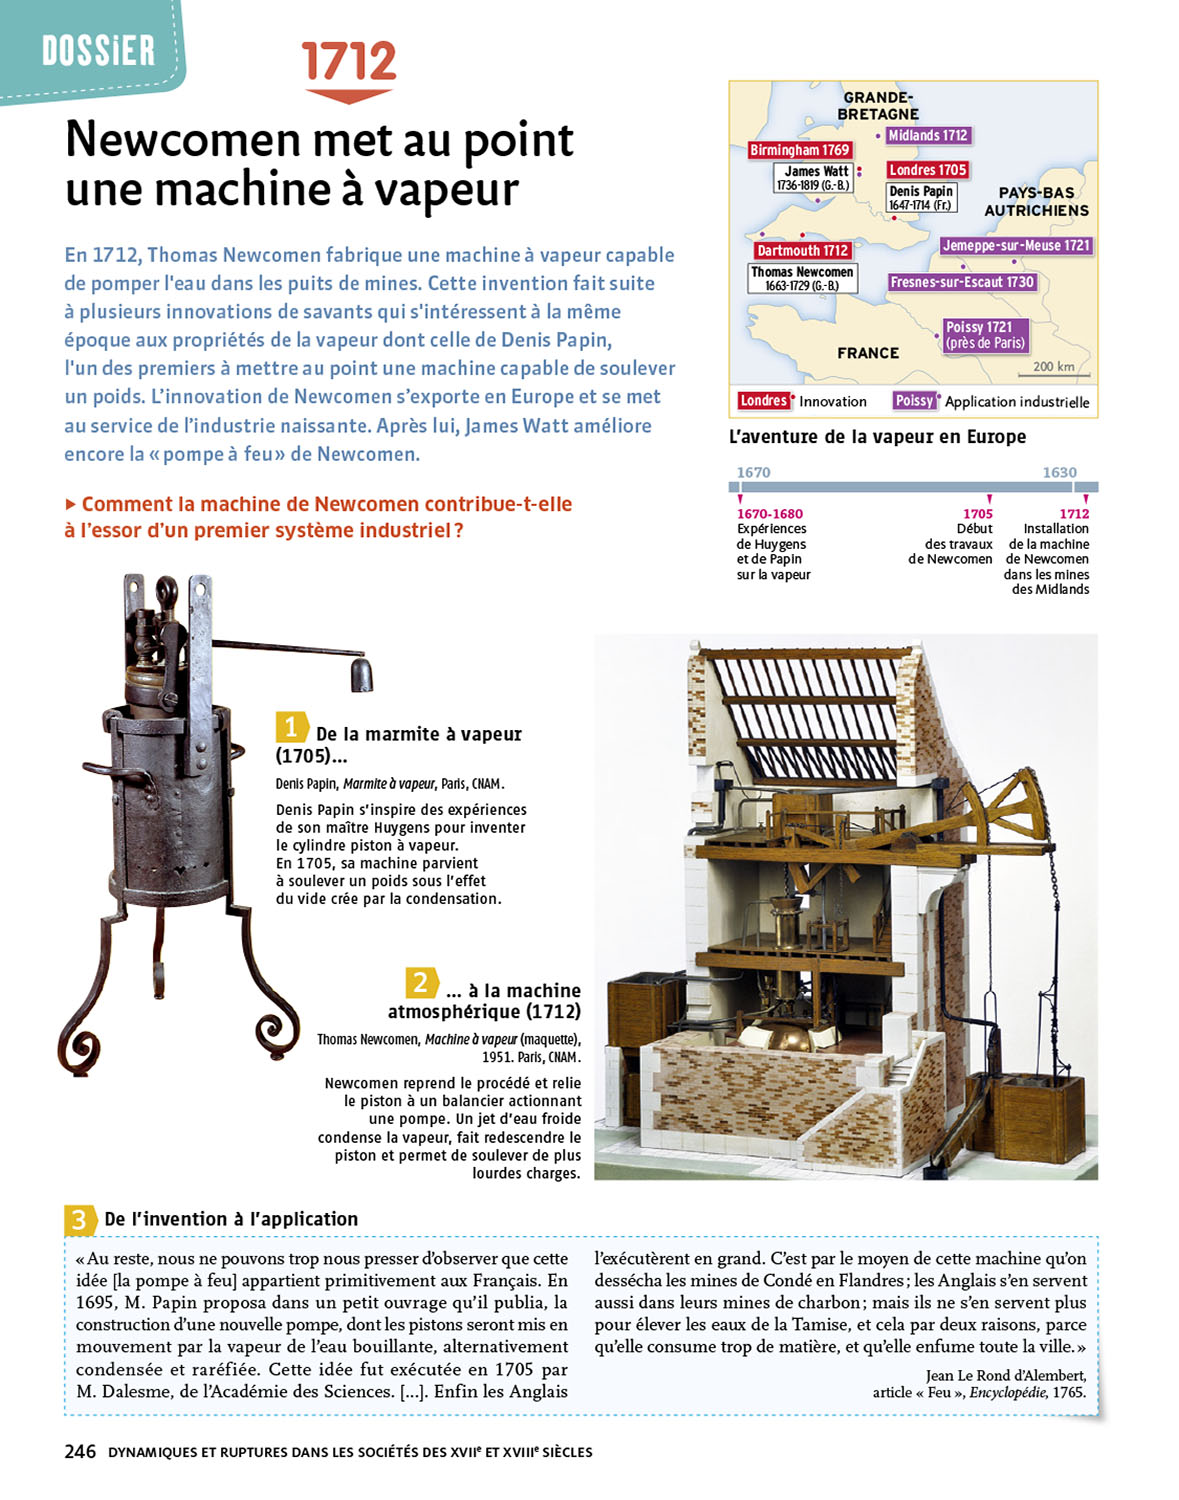 DOSSiER
1712
Newcomen met au point
une machine à vapeur
En 1712, Thomas Newcomen fabrique une machine à vapeur capable
de pomper l'eau dans les puits de mines. Cette invention fait suite
à plusieurs innovations de savants qui s'intéressent à la même
époque aux propriétés de la vapeur dont celle de Denis Papin,
l'un des premiers à mettre au point une machine capable de soulever
un poids. L'innovation de Newcomen s'exporte en Europe et se met
au service de l'industrie naissante. Après lui, James Watt améliore
encore la « pompe à feu » de Newcomen.
▶ Comment la machine de Newcomen contribue-t-elle
à l'essor d'un premier système industriel ?
GRANDE-
BRETAGNE
Midlands 1712
Birmingham 1769
James Watt
1736-1819 (G.-B.)
Londres 1705
Denis Papin
1647-1714 (Fr.)
PAYS-BAS
AUTRICHIENS
Dartmouth 1712
Thomas Newcomen
1663-1729 (G.-B.)
Jemeppe-sur-Meuse 1721
Fresnes-sur-Escaut 1730
Poissy 1721
(près de Paris)
FRANCE
200 km
Londres Innovation
Poissy Application industrielle
L'aventure de la vapeur en Europe
1670 1630
1670-1680
Expériences
de Huygens
et de Papin
sur la vapeur
1705
Début
des travaux
de Newcomen
1712
Installation
de la machine
de Newcomen
dans les mines
des Midlands
1 De la marmite à vapeur
(1705)...
Denis Papin, Marmite à vapeur, Paris, CNAM.
Denis Papin s'inspire des expériences
de son maître Huygens pour inventer
le cylindre piston à vapeur.
En 1705, sa machine parvient
à soulever un poids sous l'effet
du vide crée par la condensation.
2 ... à la machine
atmosphérique (1712)
Thomas Newcomen, Machine à vapeur (maquette),
1951. Paris, CNAM.
Newcomen reprend le procédé et relie
le piston à un balancier actionnant
une pompe. Un jet d'eau froide
condense la vapeur, fait redescendre le
piston et permet de soulever de plus
lourdes charges.
3 De l'invention à l'application
« Au reste, nous ne pouvons trop nous presser d'observer que cette
idée [la pompe à feu] appartient primitivement aux Français. En
1695, M. Papin proposa dans un petit ouvrage qu'il publia, la
construction d'une nouvelle pompe, dont les pistons seront mis en
mouvement par la vapeur de l'eau bouillante, alternativement
condensée et raréfiée. Cette idée fut exécutée en 1705 par
M. Dalesme, de l'Académie des Sciences. [...]. Enfin les Anglais
l'exécutèrent en grand. C'est par le moyen de cette machine qu'on
dessécha les mines de Condé en Flandres ; les Anglais s'en servent
aussi dans leurs mines de charbon ; mais ils ne s'en servent plus
pour élever les eaux de la Tamise, et cela par deux raisons, parce
qu'elle consume trop de matière, et qu'elle enfume toute la ville. »
Jean Le Rond d'Alembert,
article « Feu », Encyclopédie, 1765.
246 DYNAMIQUES ET RUPTURES DANS LES SOCIÉTÉS DES XVIIe ET XVIIIe SIÈCLES